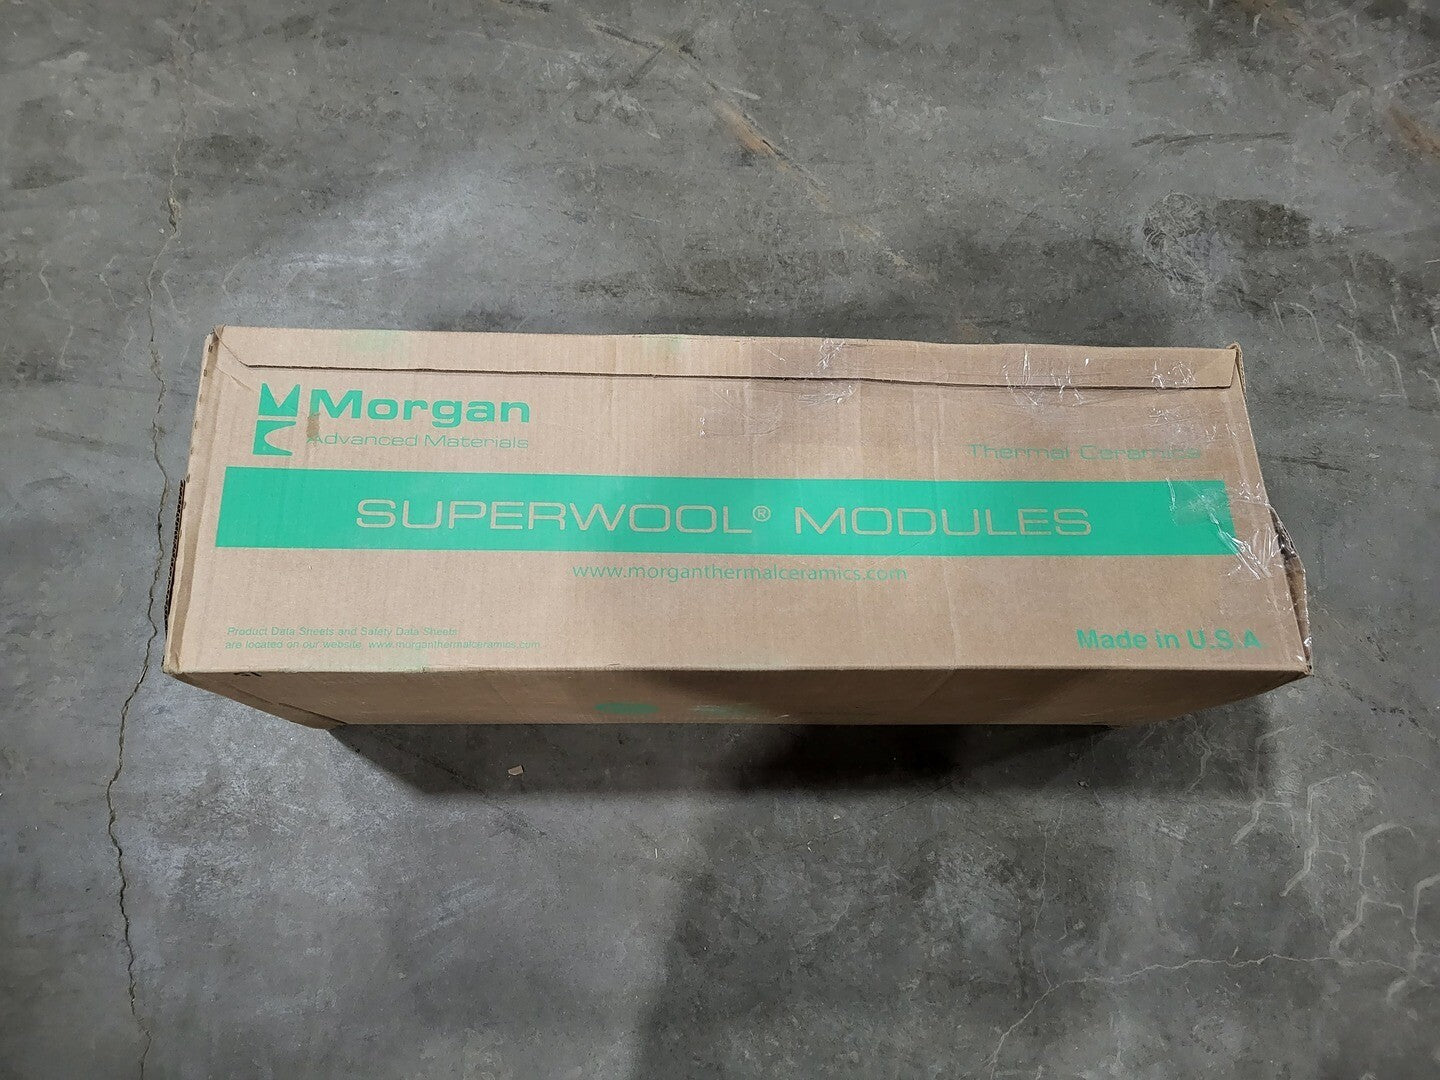 Morgan
Advanced Materials
Thermal Ceramics
SUPERWOOL® MODULES
www.morganthermalceramics.com
Product Data Sheets and Safety Data Sheets
are located on our website www.morganthermalceramics.com
Made in U.S.A